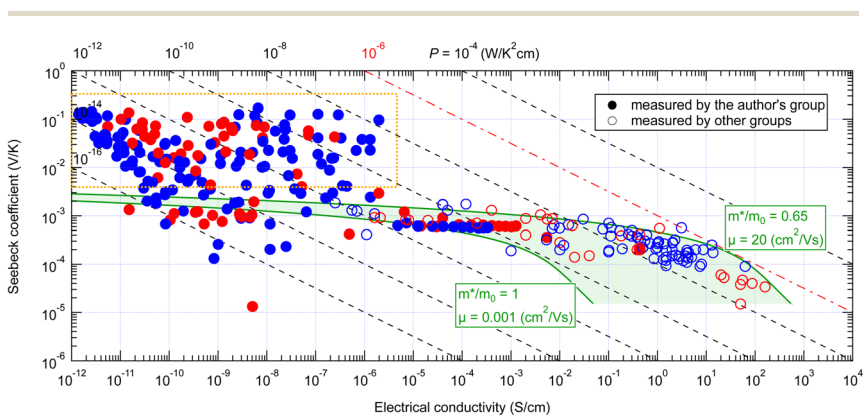 10^-12 10^-10 10^-8 10^-6 P = 10^-4 (W/K^2cm)
10^0
10^-1
10^-2
10^-3
10^-4
10^-5
10^-6
Seebeck coefficient (V/K)
10^-14
10^-16
measured by the author's group
measured by other groups
m*/m0 = 0.65
μ = 20 (cm^2/Vs)
m*/m0 = 1
μ = 0.001 (cm^2/Vs)
10^-12 10^-11 10^-10 10^-9 10^-8 10^-7 10^-6 10^-5 10^-4 10^-3 10^-2 10^-1 10^0 10^1 10^2 10^3 10^4
Electrical conductivity (S/cm)